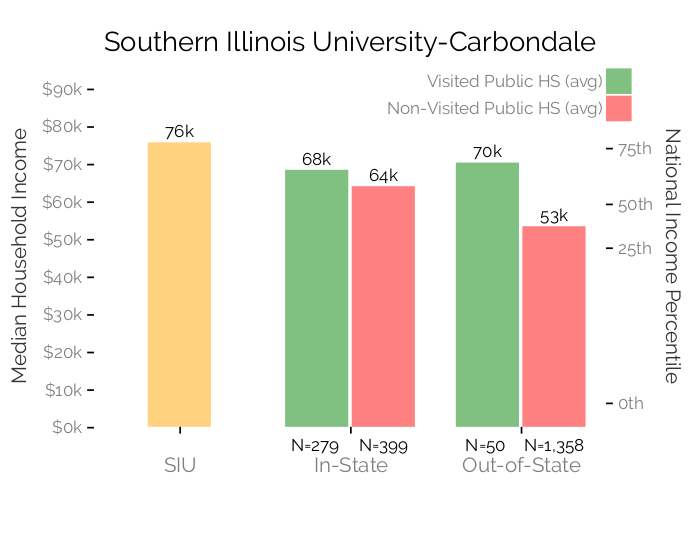 Southern Illinois University-Carbondale
Visited Public HS (avg)
Non-Visited Public HS (avg)
Median Household Income
$90k
$80k
$70k
$60k
$50k
$40k
$30k
$20k
$10k
$0k
76k
68k
64k
70k
53k
75th
50th
25th
0th
National Income Percentile
N=279 N=399 N=50 N=1,358
SIU In-State Out-of-State